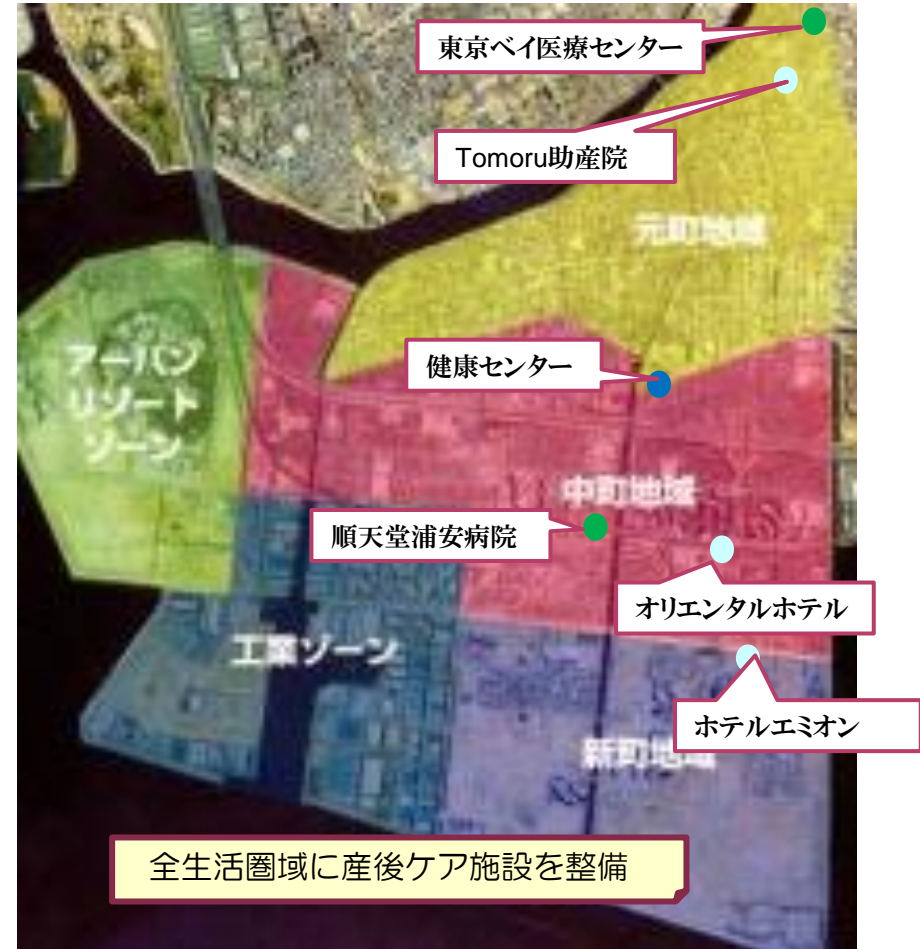 東京ベイ医療センター
Tomoru助産院
元町地域
アーバン
リゾート
ゾーン
健康センター
中町地域
順天堂浦安病院
オリエンタルホテル
工業ゾーン
ホテルエミオン
新町地域
全生活圏域に産後ケア施設を整備